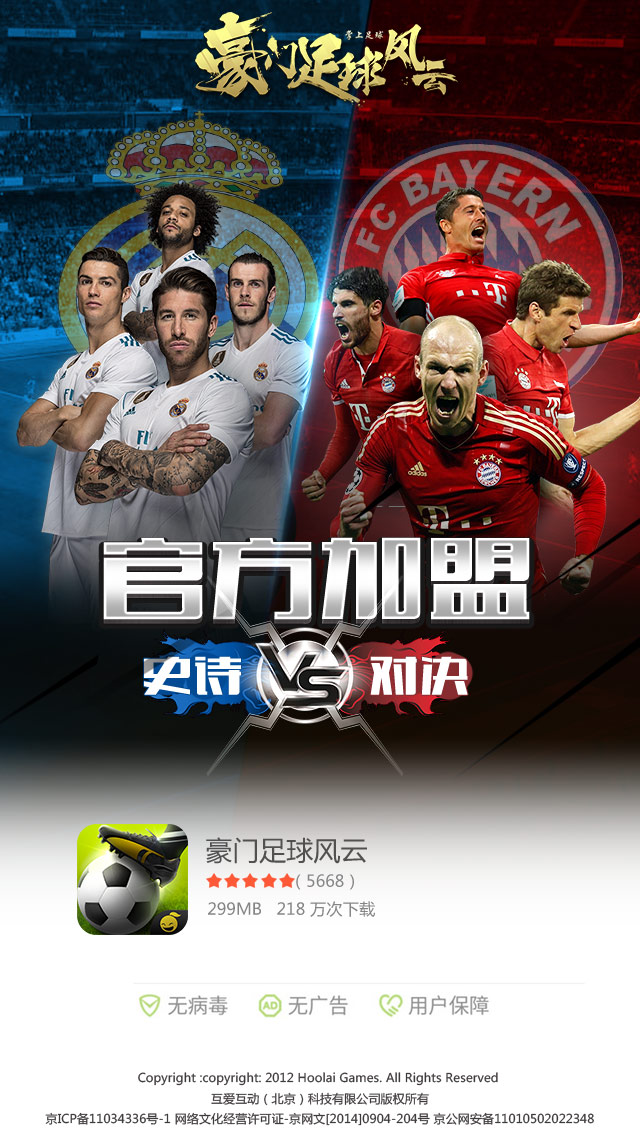 掌上足球
豪门足球风云
FC BAYERN
官方加盟
史诗 VS 对决
豪门足球风云
( 5668 )
299MB 218 万次下载
无病毒 AD 无广告 用户保障
Copyright :copyright: 2012 Hoolai Games. All Rights Reserved
互爱互动（北京）科技有限公司版权所有
京ICP备11034336号-1 网络文化经营许可证-京网文[2014]0904-204号 京公网安备11010502022348